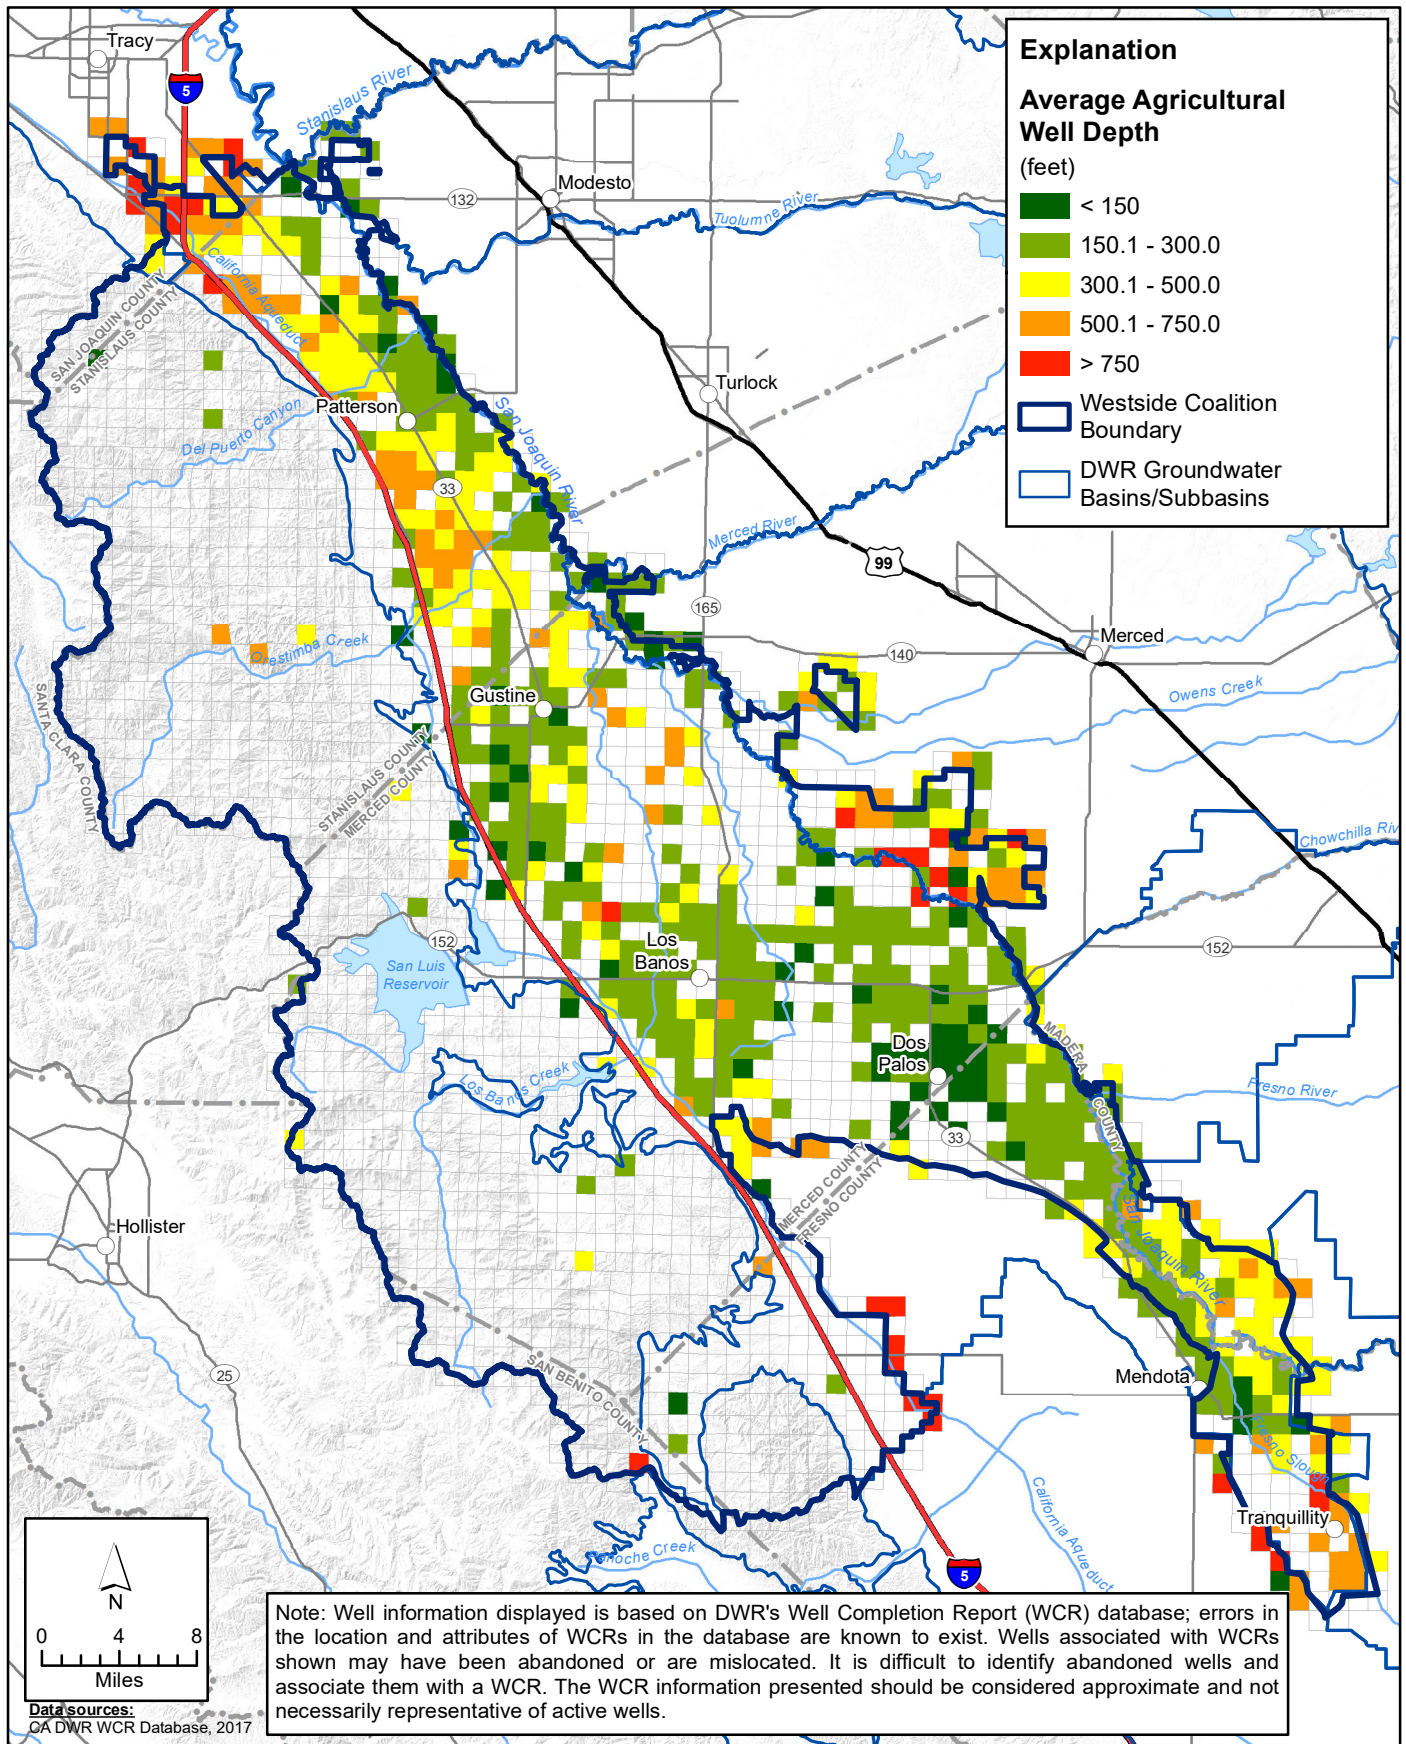 Tracy
5
Stanislaus River
132
Modesto
Tuolumne River
Explanation
Average Agricultural
Well Depth
(feet)
< 150
150.1 - 300.0
300.1 - 500.0
500.1 - 750.0
> 750
Westside Coalition
Boundary
DWR Groundwater
Basins/Subbasins
California Aqueduct
SAN JOAQUIN COUNTY
STANISLAUS COUNTY
Turlock
Patterson
Del Puerto Canyon
San Joaquin River
33
Merced River
99
165
Merced
140
Orestimba Creek
Owens Creek
SANTA CLARA COUNTY
Gustine
STANISLAUS COUNTY
MERCED COUNTY
Chowchilla Riv
152
Los
Banos
152
San Luis
Reservoir
Dos
Palos
MADERA
COUNTY
Los Banos Creek
Fresno River
33
MERCED COUNTY
FRESNO COUNTY
San Joaquin River
Hollister
25
SAN BENITO COUNTY
Mendota
Fresno Slough
California Aqueduct
Tranquillity
Panoche Creek
5
N
0 4 8
Miles
Data sources:
CA DWR WCR Database, 2017
Note: Well information displayed is based on DWR's Well Completion Report (WCR) database; errors in
the location and attributes of WCRs in the database are known to exist. Wells associated with WCRs
shown may have been abandoned or are mislocated. It is difficult to identify abandoned wells and
associate them with a WCR. The WCR information presented should be considered approximate and not
necessarily representative of active wells.